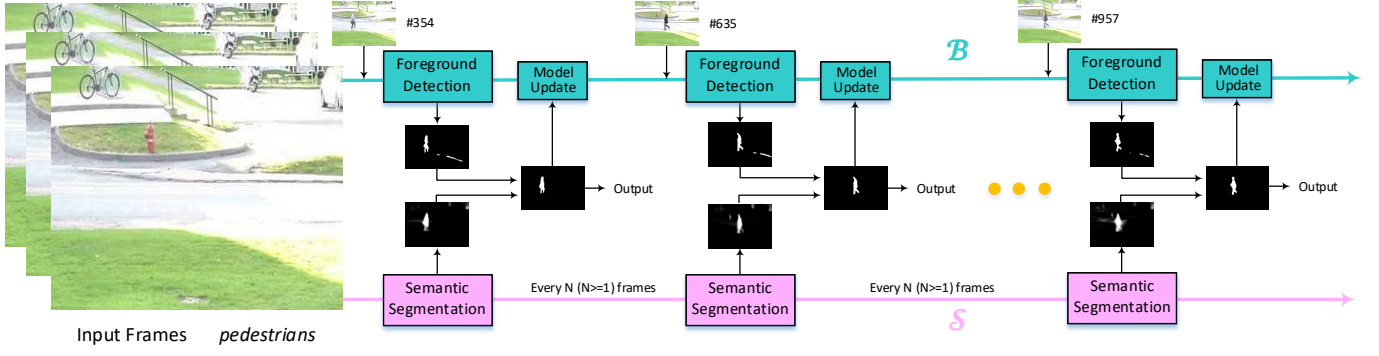 #354
#635
#957
Foreground
Detection
Model
Update
Foreground
Detection
Model
Update
ℬ
Foreground
Detection
Model
Update
Output
Output
Output
Semantic
Segmentation
Every N (N>=1) frames
Semantic
Segmentation
Every N (N>=1) frames
𝒮
Semantic
Segmentation
Input Frames pedestrians